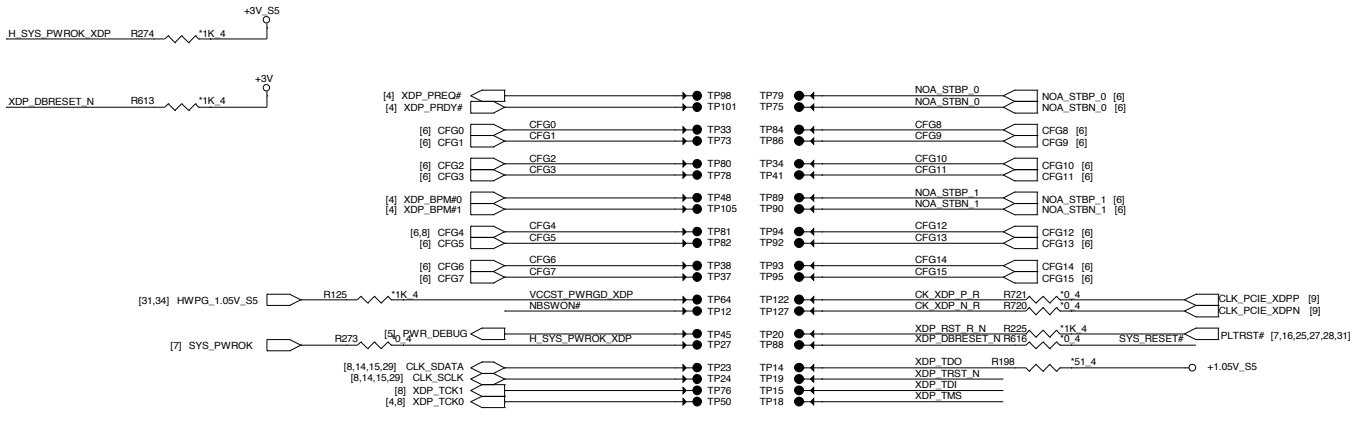 +3V_S5
H_SYS_PWROK_XDP R274 *1K_4
+3V
XDP_DBRESET_N R613 *1K_4
[4] XDP_PREQ# TP98 TP79 NOA_STBP_0 NOA_STBP_0 [6]
[4] XDP_PRDY# TP101 TP75 NOA_STBN_0 NOA_STBN_0 [6]
[6] CFG0 CFG0 TP33 TP84 CFG8 CFG8 [6]
[6] CFG1 CFG1 TP73 TP86 CFG9 CFG9 [6]
[6] CFG2 CFG2 TP80 TP34 CFG10 CFG10 [6]
[6] CFG3 CFG3 TP78 TP41 CFG11 CFG11 [6]
[4] XDP_BPM#0 TP48 TP89 NOA_STBP_1 NOA_STBP_1 [6]
[4] XDP_BPM#1 TP105 TP90 NOA_STBN_1 NOA_STBN_1 [6]
[6,8] CFG4 CFG4 TP81 TP94 CFG12 CFG12 [6]
[6] CFG5 CFG5 TP82 TP92 CFG13 CFG13 [6]
[6] CFG6 CFG6 TP38 TP93 CFG14 CFG14 [6]
[6] CFG7 CFG7 TP37 TP95 CFG15 CFG15 [6]
[31,34] HWPG_1.05V_S5 R125 *1K_4 VCCST_PWRGD_XDP TP64 TP122 CK_XDP_P_R R721 *0_4 CLK_PCIE_XDPP [9]
NBSWON# TP12 TP127 CK_XDP_N_R R720 *0_4 CLK_PCIE_XDPN [9]
[5] PWR_DEBUG TP45 TP20 XDP_RST_R_N R225 *1K_4 PLTRST# [7,16,25,27,28,31]
[7] SYS_PWROK R273 *0_4 H_SYS_PWROK_XDP TP27 TP88 XDP_DBRESET_N R616 *0_4 SYS_RESET#
[8,14,15,29] CLK_SDATA TP23 TP14 XDP_TDO R198 *51_4 +1.05V_S5
[8,14,15,29] CLK_SCLK TP24 TP19 XDP_TRST_N
[8] XDP_TCK1 TP76 TP15 XDP_TDI
[4,8] XDP_TCK0 TP50 TP18 XDP_TMS